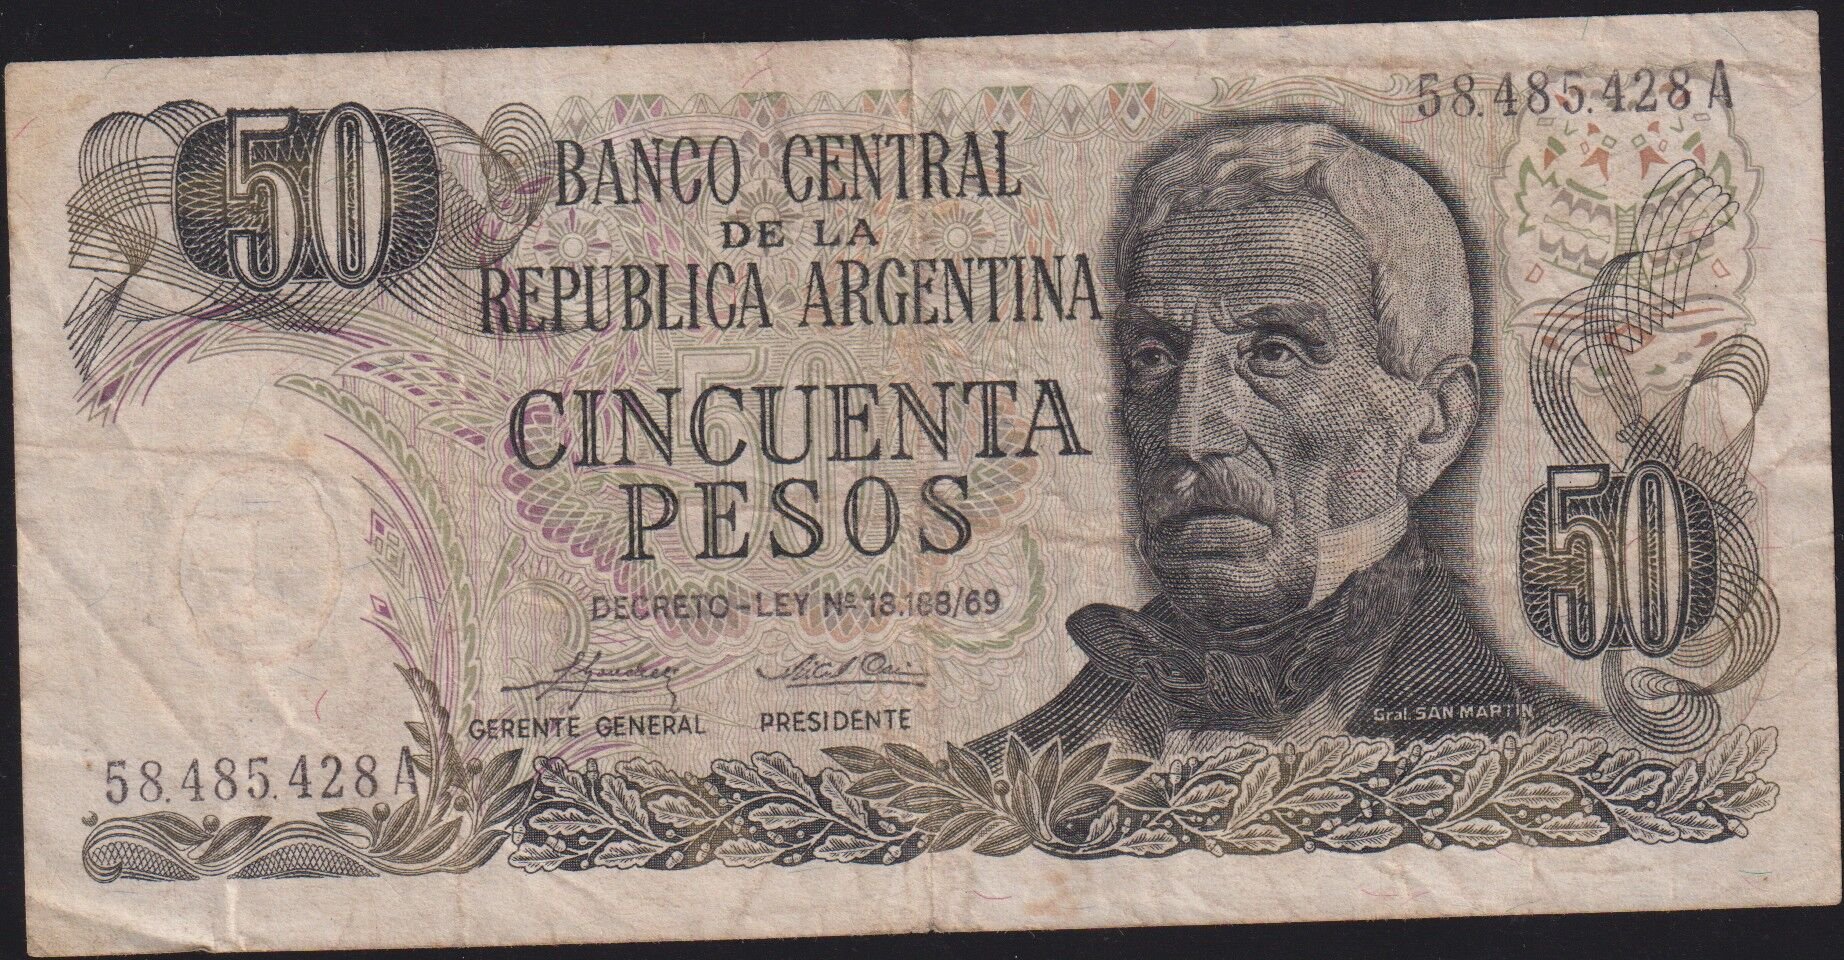 58.485.428 A
50
BANCO CENTRAL
DE LA
REPUBLICA ARGENTINA
50
CINCUENTA
PESOS
50
DECRETO-LEY Nº 18.188/69
GERENTE GENERAL PRESIDENTE
Gral. SAN MARTIN
58.485.428 A